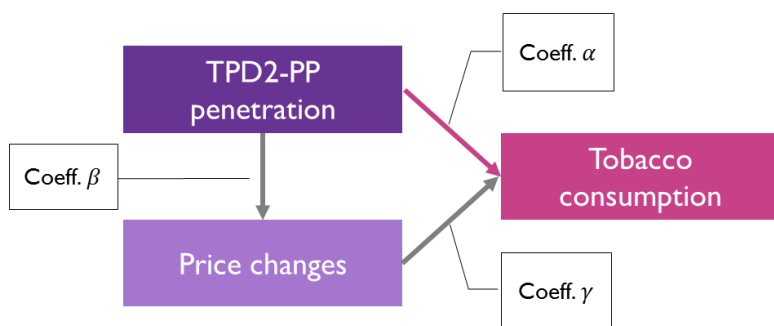 Coeff. 𝛼
TPD2-PP
penetration
Tobacco
consumption
Coeff. 𝛽
Price changes
Coeff. 𝛾